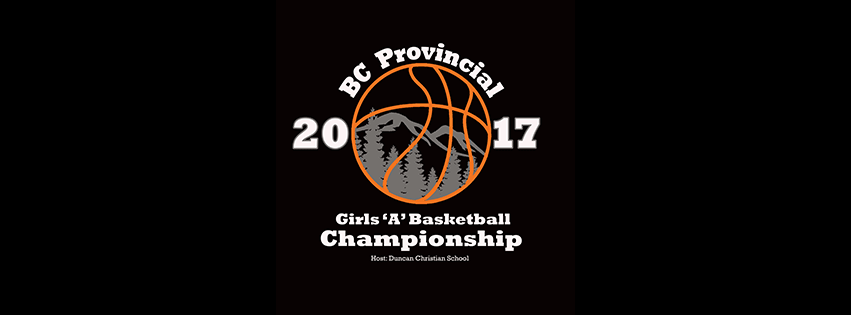 BC Provincial
2017
Girls ‘A’ Basketball
Championship
Host: Duncan Christian School